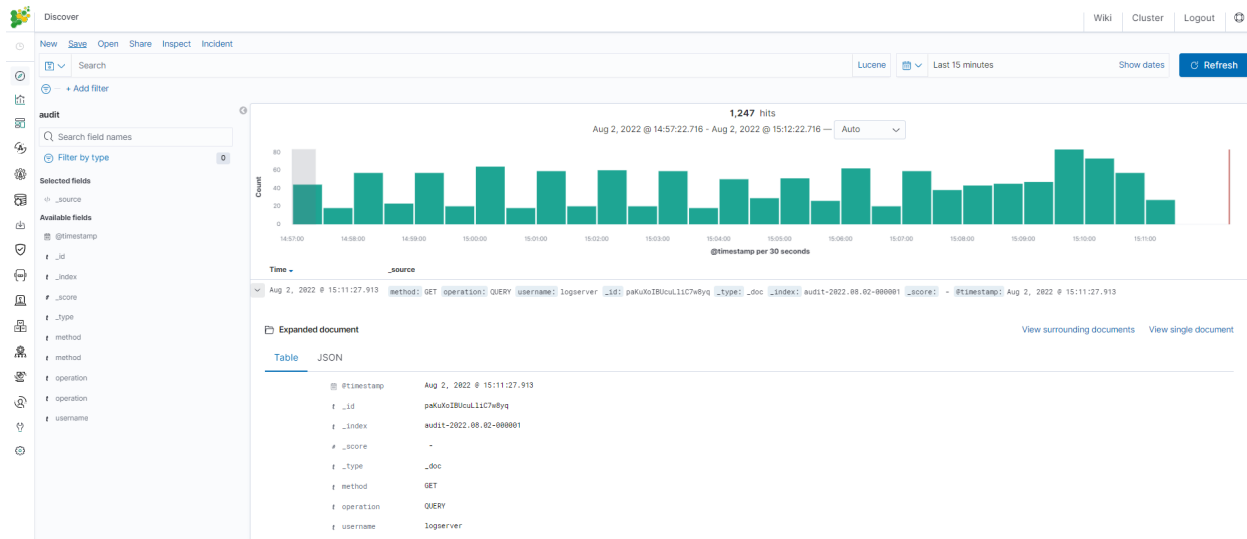 Discover
Wiki Cluster Logout
New Save Open Share Inspect Incident
Search Lucene Last 15 minutes Show dates Refresh
+ Add filter
audit
Search field names
Filter by type 0
Selected fields
_source
Available fields
@timestamp
t _id
t _index
# _score
t _type
t method
t method
t operation
t operation
t username
1,247 hits
Aug 2, 2022 @ 14:57:22.716 - Aug 2, 2022 @ 15:12:22.716 — Auto
Count
80
60
40
20
0
14:57:00 14:58:00 14:59:00 15:00:00 15:01:00 15:02:00 15:03:00 15:04:00 15:05:00 15:06:00 15:07:00 15:08:00 15:09:00 15:10:00 15:11:00
@timestamp per 30 seconds
Time _source
Aug 2, 2022 @ 15:11:27.913 method: GET operation: QUERY username: logserver _id: paKuXoIBUcuLliC7w8yq _type: _doc _index: audit-2022.08.02-000001 _score: - @timestamp: Aug 2, 2022 @ 15:11:27.913
Expanded document View surrounding documents View single document
Table JSON
@timestamp Aug 2, 2022 @ 15:11:27.913
t _id paKuXoIBUcuLliC7w8yq
t _index audit-2022.08.02-000001
# _score -
t _type _doc
t method GET
t operation QUERY
t username logserver